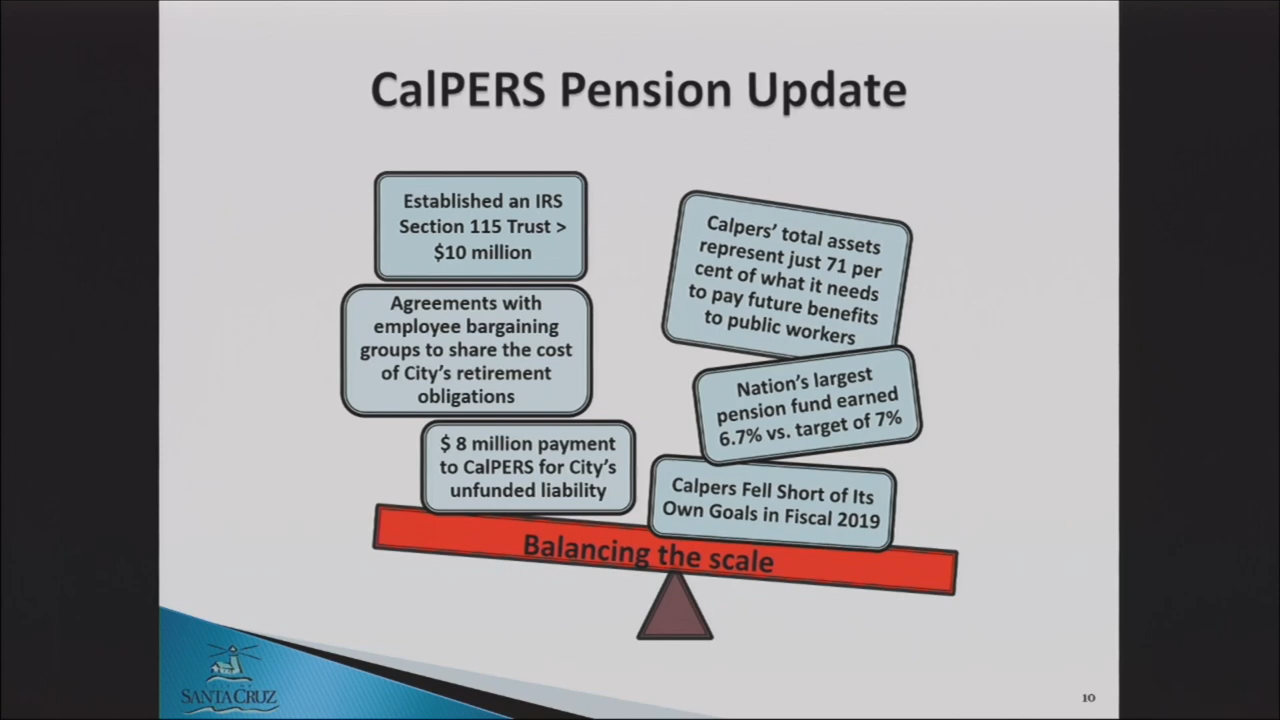 CalPERS Pension Update
Established an IRS
Section 115 Trust >
$10 million
Agreements with
employee bargaining
groups to share the cost
of City's retirement
obligations
$ 8 million payment
to CalPERS for City's
unfunded liability
Calpers' total assets
represent just 71 per
cent of what it needs
to pay future benefits
to public workers
Nation's largest
pension fund earned
6.7% vs. target of 7%
Calpers Fell Short of Its
Own Goals in Fiscal 2019
Balancing the scale
SANTA CRUZ
10